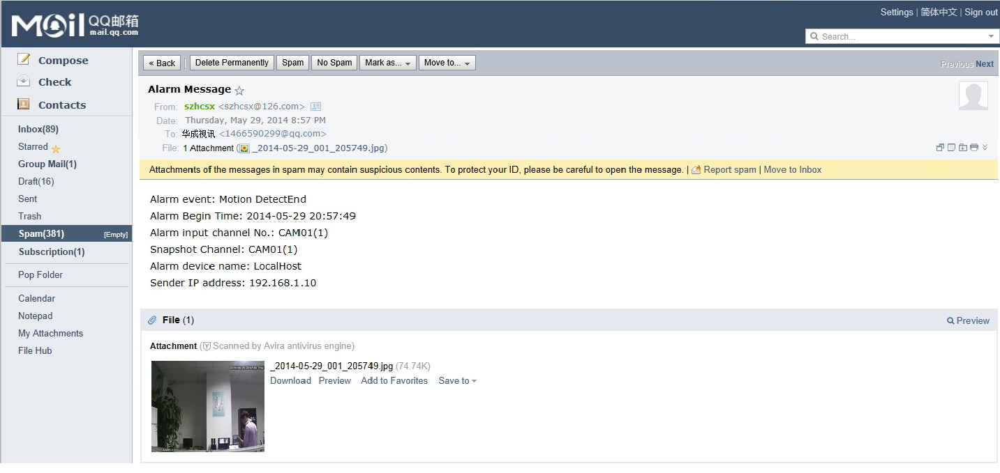 MOil QQ邮箱
mail.qq.com
Settings | 简体中文 | Sign out
Search...
Compose
Check
Contacts
Inbox(89)
Starred
Group Mail(1)
Draft(16)
Sent
Trash
Spam(381) [Empty]
Subscription(1)
Pop Folder
Calendar
Notepad
My Attachments
File Hub
« Back | Delete Permanently Spam No Spam Mark as... Move to... Previous Next
Alarm Message
From: szhcsx <szhcsx@126.com>
Date: Thursday, May 29, 2014 8:57 PM
To: 华成视讯 <1466590299@qq.com>
File: 1 Attachment ( _2014-05-29_001_205749.jpg)
Attachments of the messages in spam may contain suspicious contents. To protect your ID, please be careful to open the message. | Report spam | Move to Inbox
Alarm event: Motion DetectEnd
Alarm Begin Time: 2014-05-29 20:57:49
Alarm input channel No.: CAM01(1)
Snapshot Channel: CAM01(1)
Alarm device name: LocalHost
Sender IP address: 192.168.1.10
File (1) Preview
Attachment ( Scanned by Avira antivirus engine)
_2014-05-29_001_205749.jpg (74.74K)
Download Preview Add to Favorites Save to